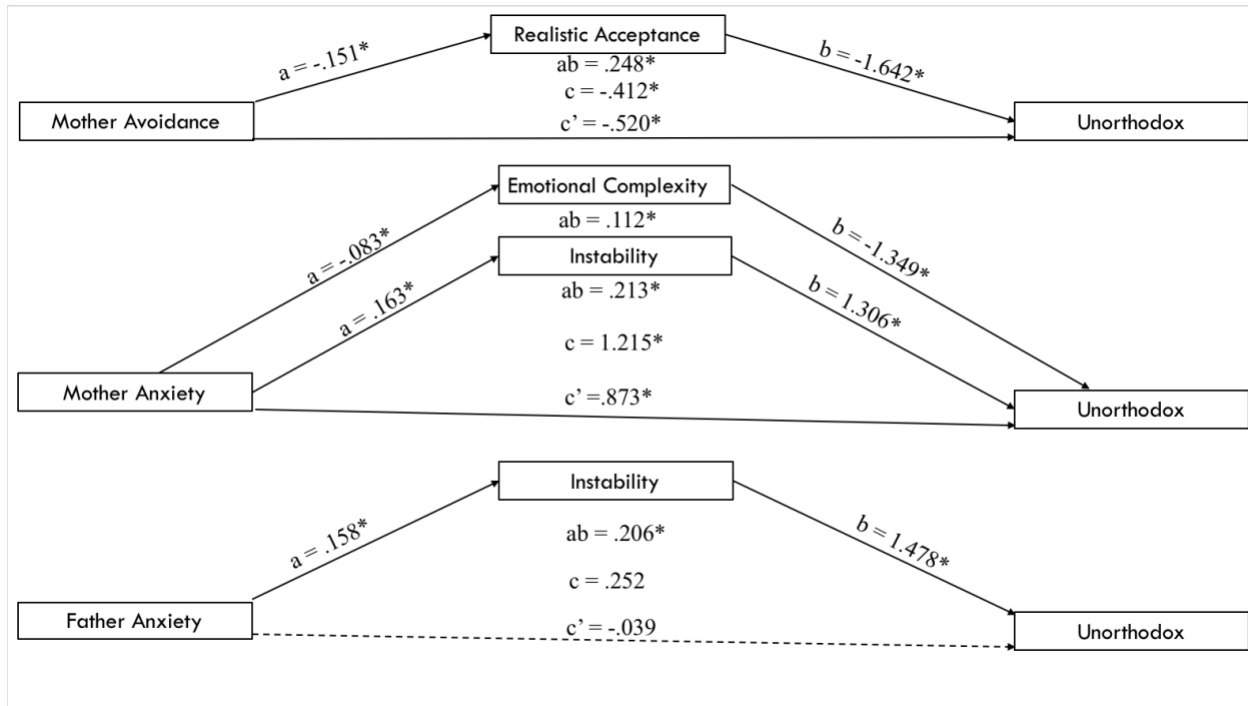 Realistic Acceptance
a = -.151*
ab = .248*
b = -1.642*
c = -.412*
Mother Avoidance
c’ = -.520*
Unorthodox
Emotional Complexity
ab = .112*
a = -.083*
b = -1.349*
Instability
a = .163*
ab = .213*
b = 1.306*
c = 1.215*
Mother Anxiety
c’ =.873*
Unorthodox
Instability
a = .158*
ab = .206*
b = 1.478*
c = .252
Father Anxiety
c’ = -.039
Unorthodox